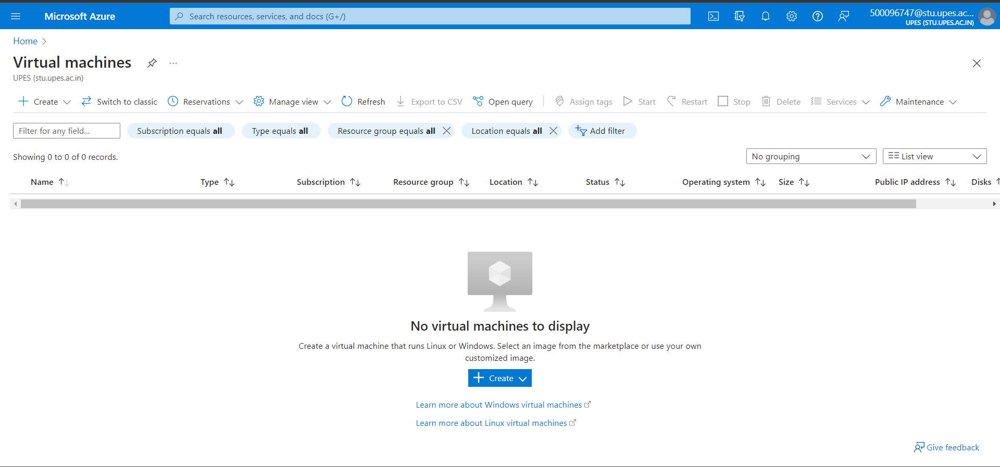 Microsoft Azure
Search resources, services, and docs (G+/)
500096747@stu.upes.ac...
UPES (STU.UPES.AC.IN)
Home
Virtual machines
...
UPES (stu.upes.ac.in)
Create Switch to classic Reservations Manage view Refresh Export to CSV Open query Assign tags Start Restart Stop Delete Services Maintenance
Filter for any field... Subscription equals all Type equals all Resource group equals all Location equals all Add filter
Showing 0 to 0 of 0 records. No grouping List view
Name Type Subscription Resource group Location Status Operating system Size Public IP address Disks
No virtual machines to display
Create a virtual machine that runs Linux or Windows. Select an image from the marketplace or use your own
customized image.
Create
Learn more about Windows virtual machines
Learn more about Linux virtual machines
Give feedback